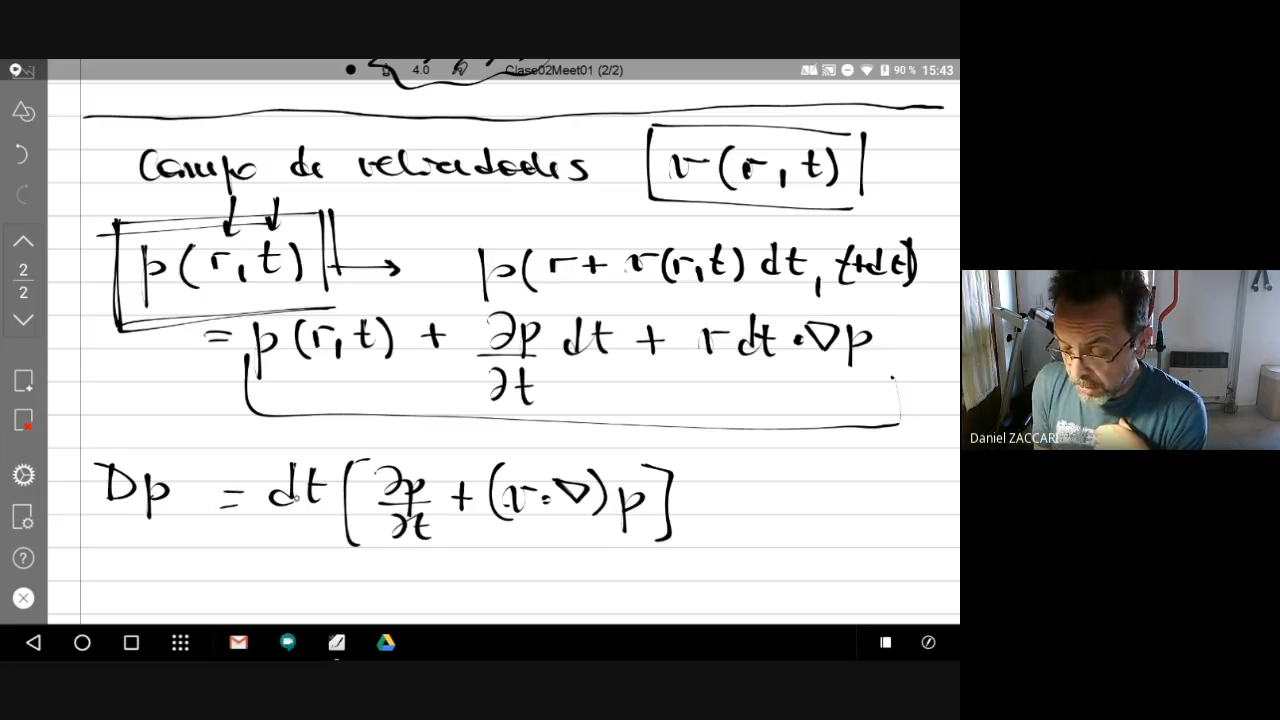 4.0 Clase02Meet01 (2/2) 90 % 15:43
Campo de velocidades v(r, t)
p(r, t) → p(r + v(r, t) dt, t+dt)
= p(r, t) + ∂p/∂t dt + v dt · ∇p
Dp = dt [∂p/∂t + (v · ∇) p]
2
2
Daniel ZACCARI